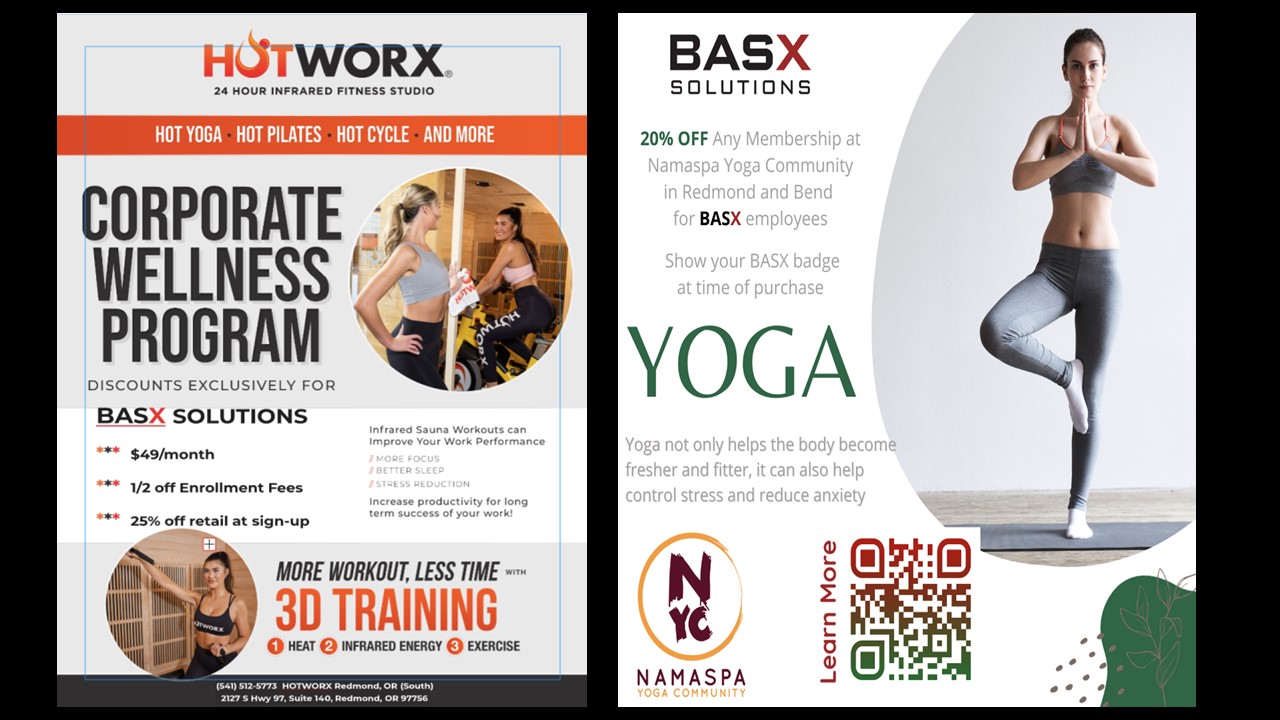 HOTWORX®
24 HOUR INFRARED FITNESS STUDIO
HOT YOGA · HOT PILATES · HOT CYCLE · AND MORE
CORPORATE
WELLNESS
PROGRAM
DISCOUNTS EXCLUSIVELY FOR
BASX SOLUTIONS
*** $49/month
*** 1/2 off Enrollment Fees
*** 25% off retail at sign-up
Infrared Sauna Workouts can
Improve Your Work Performance
// MORE FOCUS
// BETTER SLEEP
// STRESS REDUCTION
Increase productivity for long
term success of your work!
HOTWORX
HOTWORX
HOTWORX
MORE WORKOUT, LESS TIME WITH
3D TRAINING
1 HEAT 2 INFRARED ENERGY 3 EXERCISE
(541) 512-5773 HOTWORX Redmond, OR (South)
2127 S Hwy 97, Suite 140, Redmond, OR 97756
BASX
SOLUTIONS
20% OFF Any Membership at
Namaspa Yoga Community
in Redmond and Bend
for BASX employees
Show your BASX badge
at time of purchase
YOGA
Yoga not only helps the body become
fresher and fitter, it can also help
control stress and reduce anxiety
N
YC
NAMASPA
YOGA COMMUNITY
Learn More